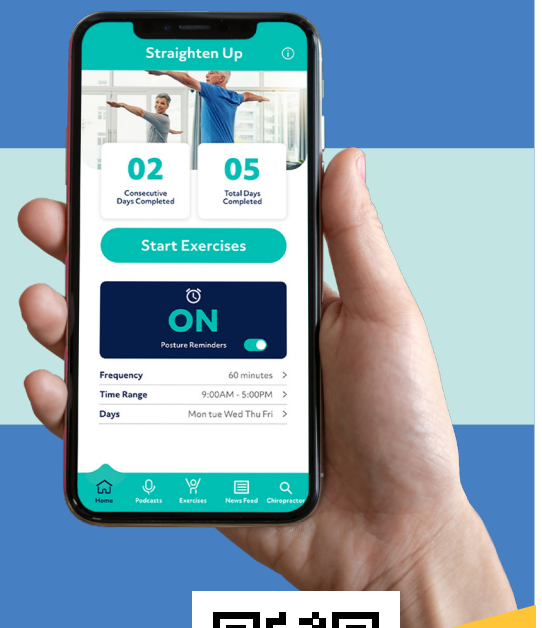 Straighten Up
02
Consecutive
Days Completed
05
Total Days
Completed
Start Exercises
ON
Posture Reminders
Frequency 60 minutes >
Time Range 9:00AM - 5:00PM >
Days Mon tue Wed Thu Fri >
Home Podcasts Exercises News Feed Chiropractor